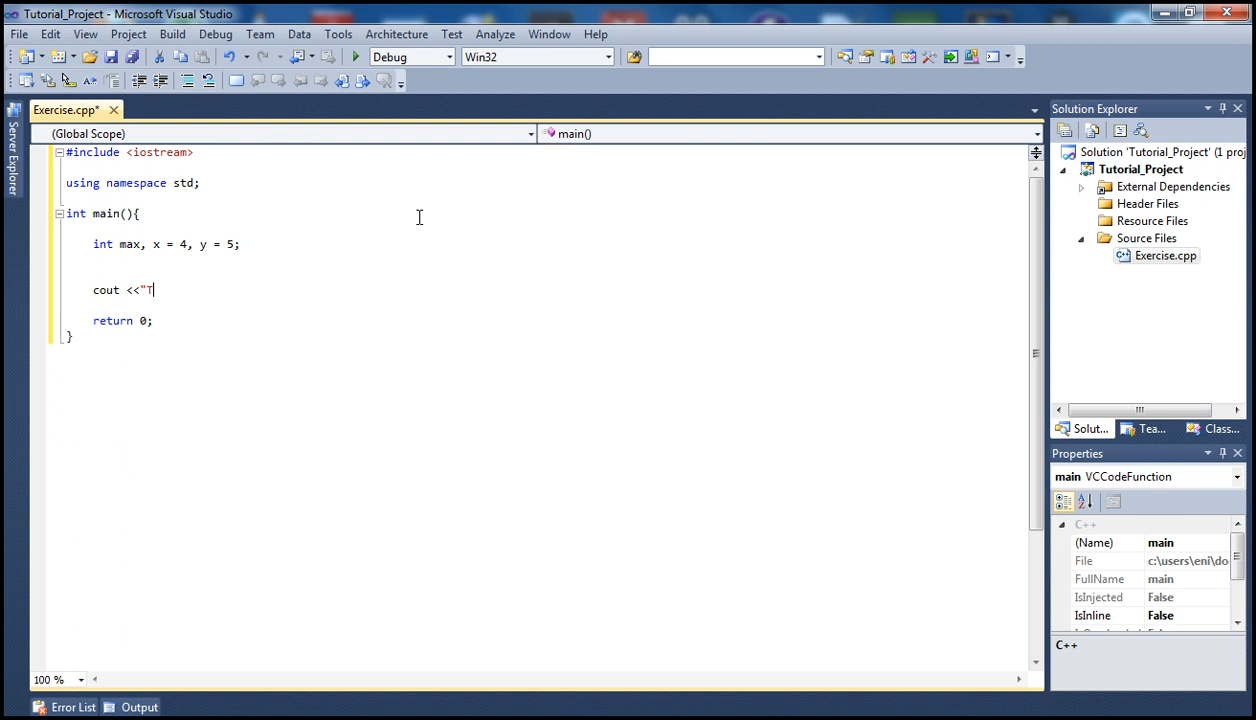 Tutorial_Project - Microsoft Visual Studio
File Edit View Project Build Debug Team Data Tools Architecture Test Analyze Window Help
Debug Win32
Exercise.cpp*
(Global Scope) main()
Server Explorer
#include <iostream>
using namespace std;
int main(){
int max, x = 4, y = 5;
cout <<"T
return 0;
}
100 %
Error List Output
Solution Explorer
Solution 'Tutorial_Project' (1 proj
Tutorial_Project
External Dependencies
Header Files
Resource Files
Source Files
Exercise.cpp
Solut... Tea... Class...
Properties
main VCCodeFunction
C++
(Name) main
File c:\users\eni\do
FullName main
IsInjected False
IsInline False
C++